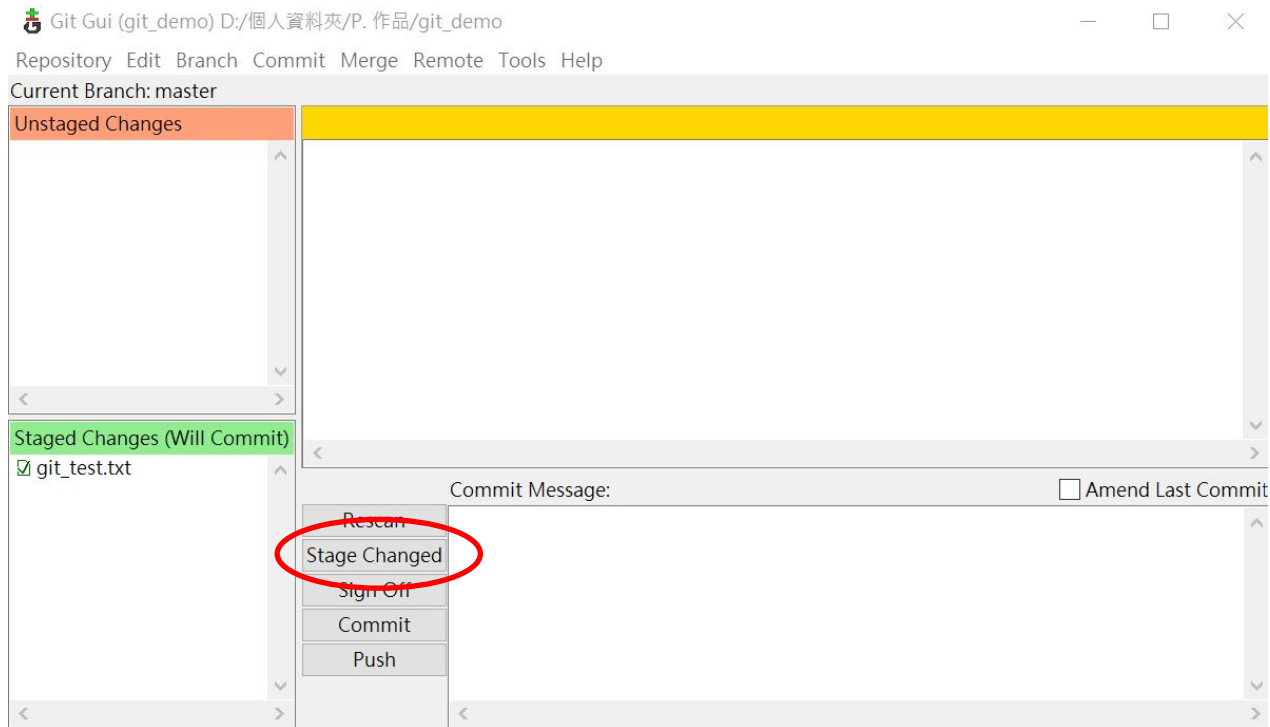 Git Gui (git_demo) D:/個人資料夾/P. 作品/git_demo
Repository Edit Branch Commit Merge Remote Tools Help
Current Branch: master
Unstaged Changes
Staged Changes (Will Commit)
git_test.txt
Commit Message:
Amend Last Commit
Rescan
Stage Changed
Sign Off
Commit
Push